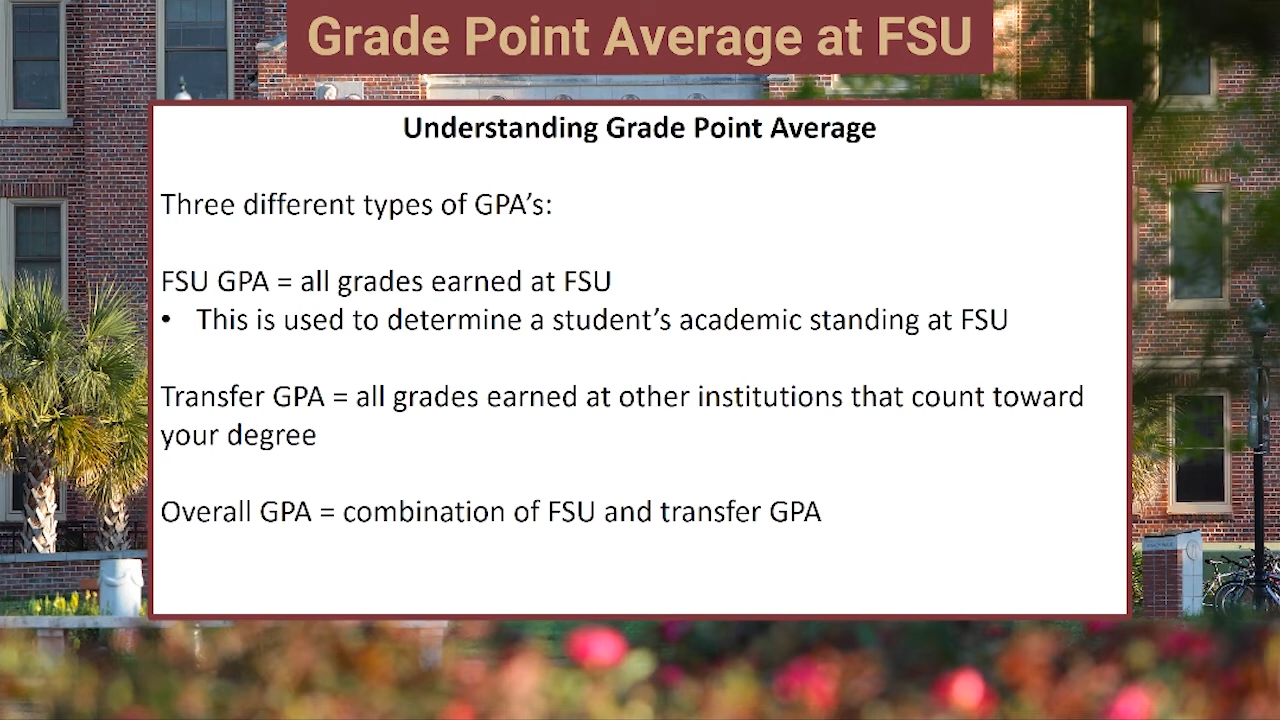 Grade Point Average at FSU
Understanding Grade Point Average
Three different types of GPA’s:
FSU GPA = all grades earned at FSU
• This is used to determine a student’s academic standing at FSU
Transfer GPA = all grades earned at other institutions that count toward
your degree
Overall GPA = combination of FSU and transfer GPA